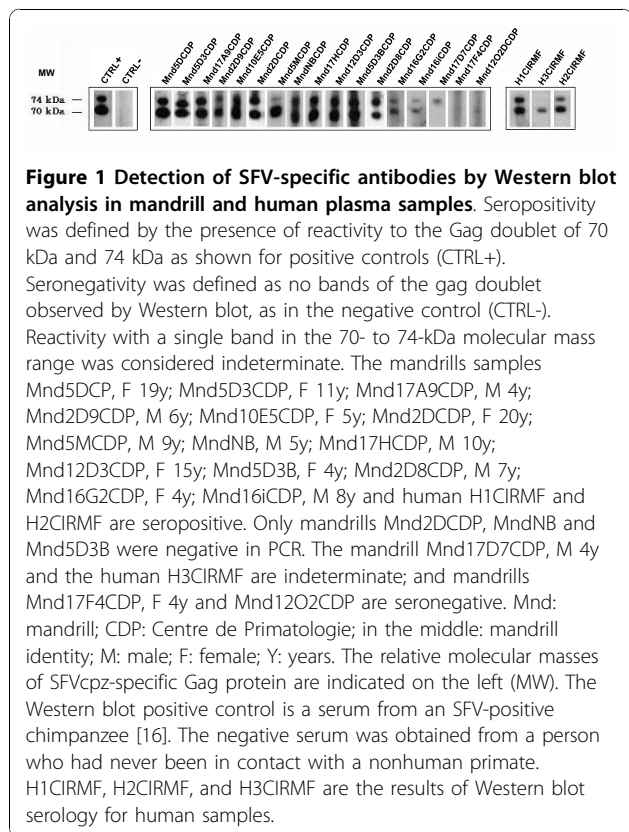 MW
CTRL+
CTRL-
Mnd5DCDP
Mnd5D3CDP
Mnd17A9CDP
Mnd2D9CDP
Mnd10E5CDP
Mnd2DCDP
Mnd5MCDP
MndNBCDP
Mnd17HCDP
Mnd12D3CDP
Mnd5D3BCDP
Mnd2D8CDP
Mnd16G2CDP
Mnd16iCDP
Mnd17D7CDP
Mnd17F4CDP
Mnd12O2DCDP
H1CIRMF
H3CIRMF
H2CIRMF
74 kDa
70 kDa
Figure 1 Detection of SFV-specific antibodies by Western blot
analysis in mandrill and human plasma samples. Seropositivity
was defined by the presence of reactivity to the Gag doublet of 70
kDa and 74 kDa as shown for positive controls (CTRL+).
Seronegativity was defined as no bands of the gag doublet
observed by Western blot, as in the negative control (CTRL-).
Reactivity with a single band in the 70- to 74-kDa molecular mass
range was considered indeterminate. The mandrills samples
Mnd5DCP, F 19y; Mnd5D3CDP, F 11y; Mnd17A9CDP, M 4y;
Mnd2D9CDP, M 6y; Mnd10E5CDP, F 5y; Mnd2DCDP, F 20y;
Mnd5MCDP, M 9y; MndNB, M 5y; Mnd17HCDP, M 10y;
Mnd12D3CDP, F 15y; Mnd5D3B, F 4y; Mnd2D8CDP, M 7y;
Mnd16G2CDP, F 4y; Mnd16iCDP, M 8y and human H1CIRMF and
H2CIRMF are seropositive. Only mandrills Mnd2DCDP, MndNB and
Mnd5D3B were negative in PCR. The mandrill Mnd17D7CDP, M 4y
and the human H3CIRMF are indeterminate; and mandrills
Mnd17F4CDP, F 4y and Mnd12O2CDP are seronegative. Mnd:
mandrill; CDP: Centre de Primatologie; in the middle: mandrill
identity; M: male; F: female; Y: years. The relative molecular masses
of SFVcpz-specific Gag protein are indicated on the left (MW). The
Western blot positive control is a serum from an SFV-positive
chimpanzee [16]. The negative serum was obtained from a person
who had never been in contact with a nonhuman primate.
H1CIRMF, H2CIRMF, and H3CIRMF are the results of Western blot
serology for human samples.